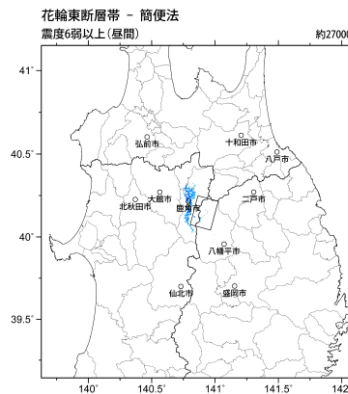 花輪東断層帯 - 簡便法
震度6弱以上(昼間)
約27000
41°
弘前市
十和田市
40.5°
八戸市
大館市
鹿角市
二戸市
北秋田市
40°
八幡平市
仙北市
盛岡市
39.5°
140° 140.5° 141° 141.5° 142